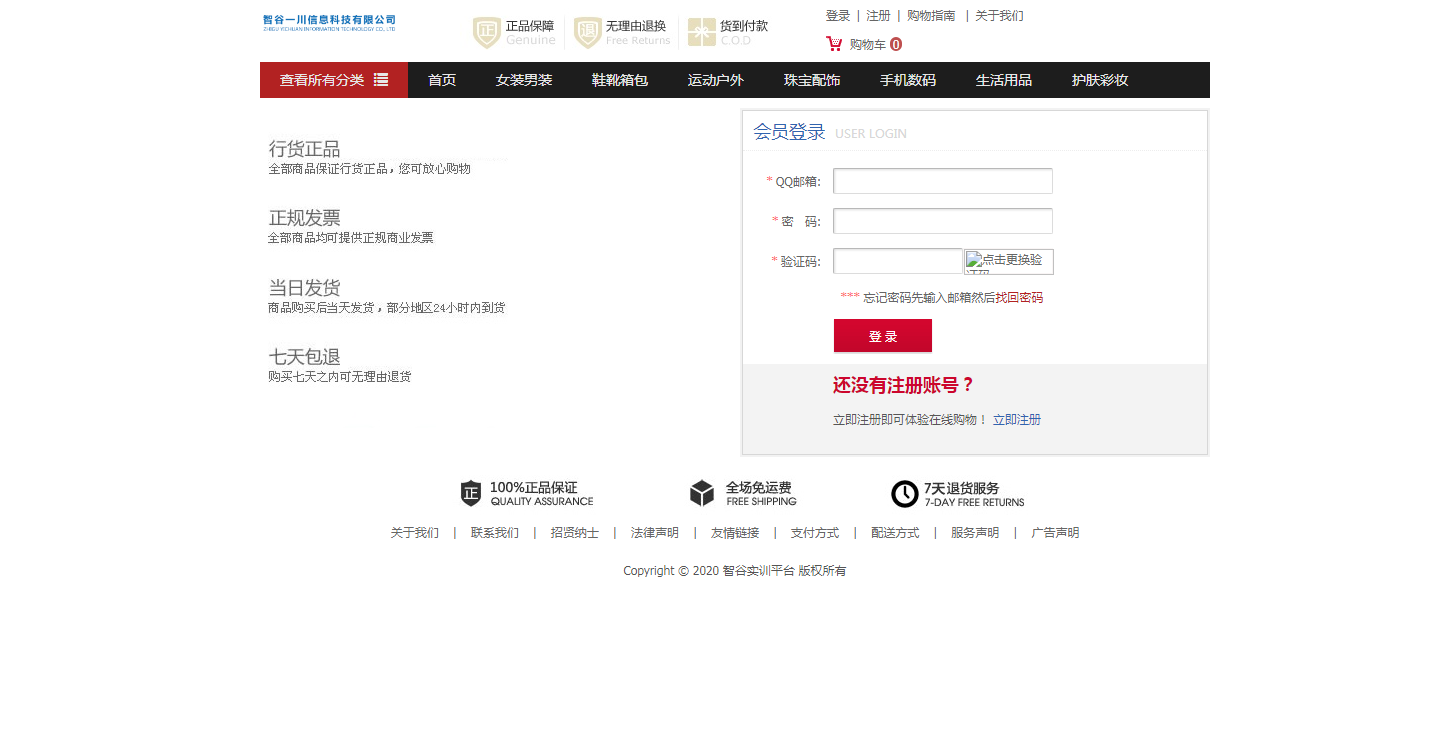 智谷一川信息科技有限公司
ZHIGU YICHUAN INFORMATION TECHNOLOGY CO., LTD
正品保障
Genuine
无理由退换
Free Returns
货到付款
C.O.D
登录 | 注册 | 购物指南 | 关于我们
购物车 0
查看所有分类 首页 女装男装 鞋靴箱包 运动户外 珠宝配饰 手机数码 生活用品 护肤彩妆
行货正品
全部商品保证行货正品，您可放心购物
正规发票
全部商品均可提供正规商业发票
当日发货
商品购买后当天发货，部分地区24小时内到货
七天包退
购买七天之内可无理由退货
会员登录 USER LOGIN
* QQ邮箱:
* 密 码:
* 验证码: 点击更换验
证码
*** 忘记密码先输入邮箱然后找回密码
登 录
还没有注册账号？
立即注册即可体验在线购物！ 立即注册
正 100%正品保证
QUALITY ASSURANCE
全场免运费
FREE SHIPPING
7天退货服务
7-DAY FREE RETURNS
关于我们 | 联系我们 | 招贤纳士 | 法律声明 | 友情链接 | 支付方式 | 配送方式 | 服务声明 | 广告声明
Copyright © 2020 智谷实训平台 版权所有